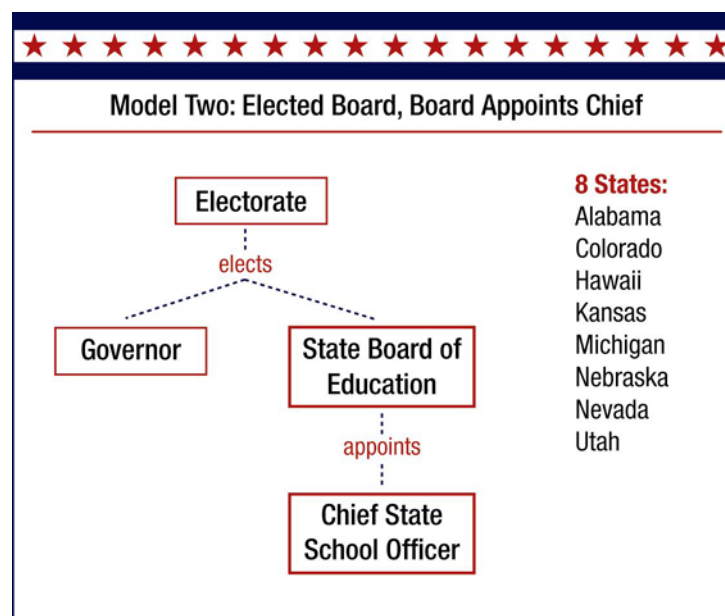 Model Two: Elected Board, Board Appoints Chief
Electorate
elects
Governor
State Board of
Education
appoints
Chief State
School Officer
8 States:
Alabama
Colorado
Hawaii
Kansas
Michigan
Nebraska
Nevada
Utah